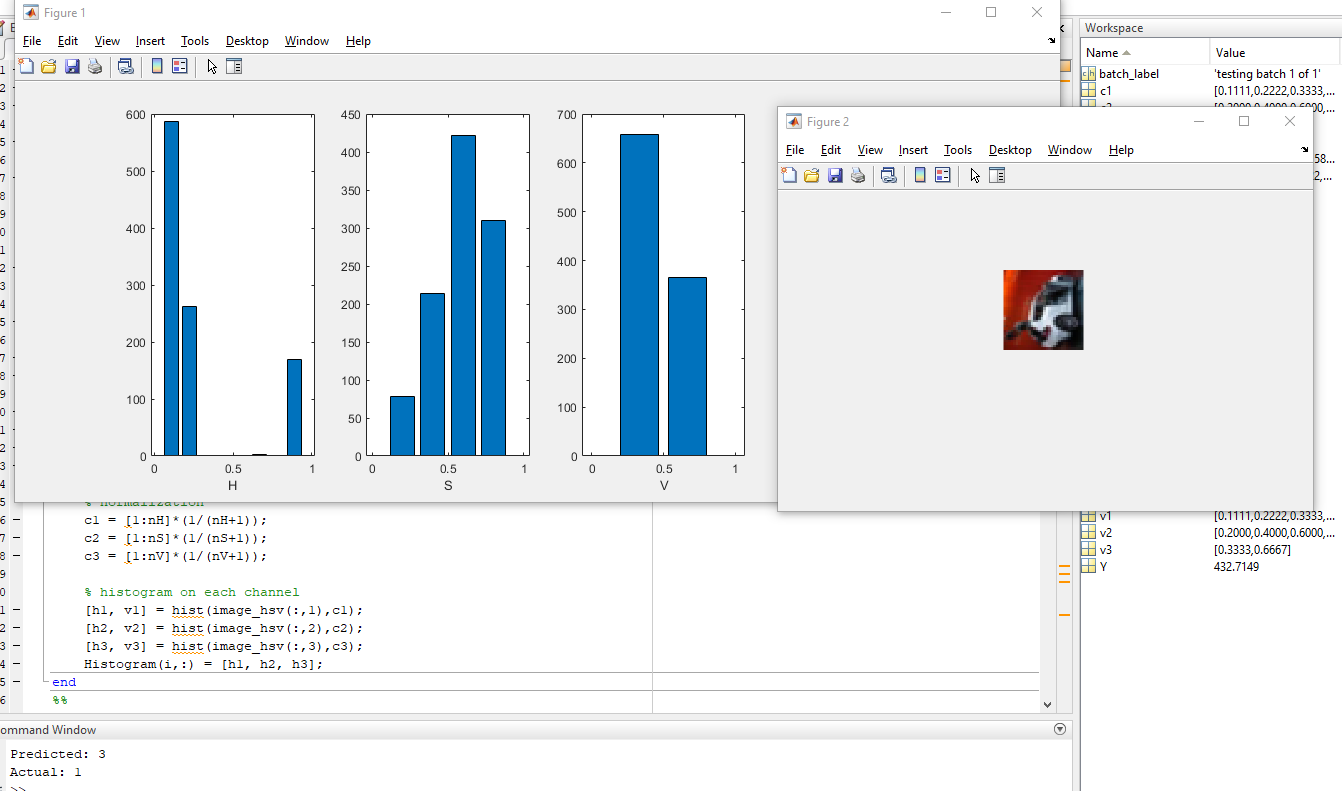 Figure 1
File Edit View Insert Tools Desktop Window Help
600
500
400
300
200
100
0
0 0.5 1
H
450
400
350
300
250
200
150
100
50
0
0 0.5 1
S
700
600
500
400
300
200
100
0
0 0.5 1
V
Figure 2
File Edit View Insert Tools Desktop Window Help
Workspace
Name Value
batch_label 'testing batch 1 of 1'
c1 [0.1111,0.2222,0.3333,...
v1 [0.1111,0.2222,0.3333,...
v2 [0.2000,0.4000,0.6000,...
v3 [0.3333,0.6667]
Y 432.7149
% normalization
c1 = [1:nH]*(1/(nH+1));
c2 = [1:nS]*(1/(nS+1));
c3 = [1:nV]*(1/(nV+1));
% histogram on each channel
[h1, v1] = hist(image_hsv(:,1),c1);
[h2, v2] = hist(image_hsv(:,2),c2);
[h3, v3] = hist(image_hsv(:,3),c3);
Histogram(i,:) = [h1, h2, h3];
end
%%
ommand Window
Predicted: 3
Actual: 1
>>